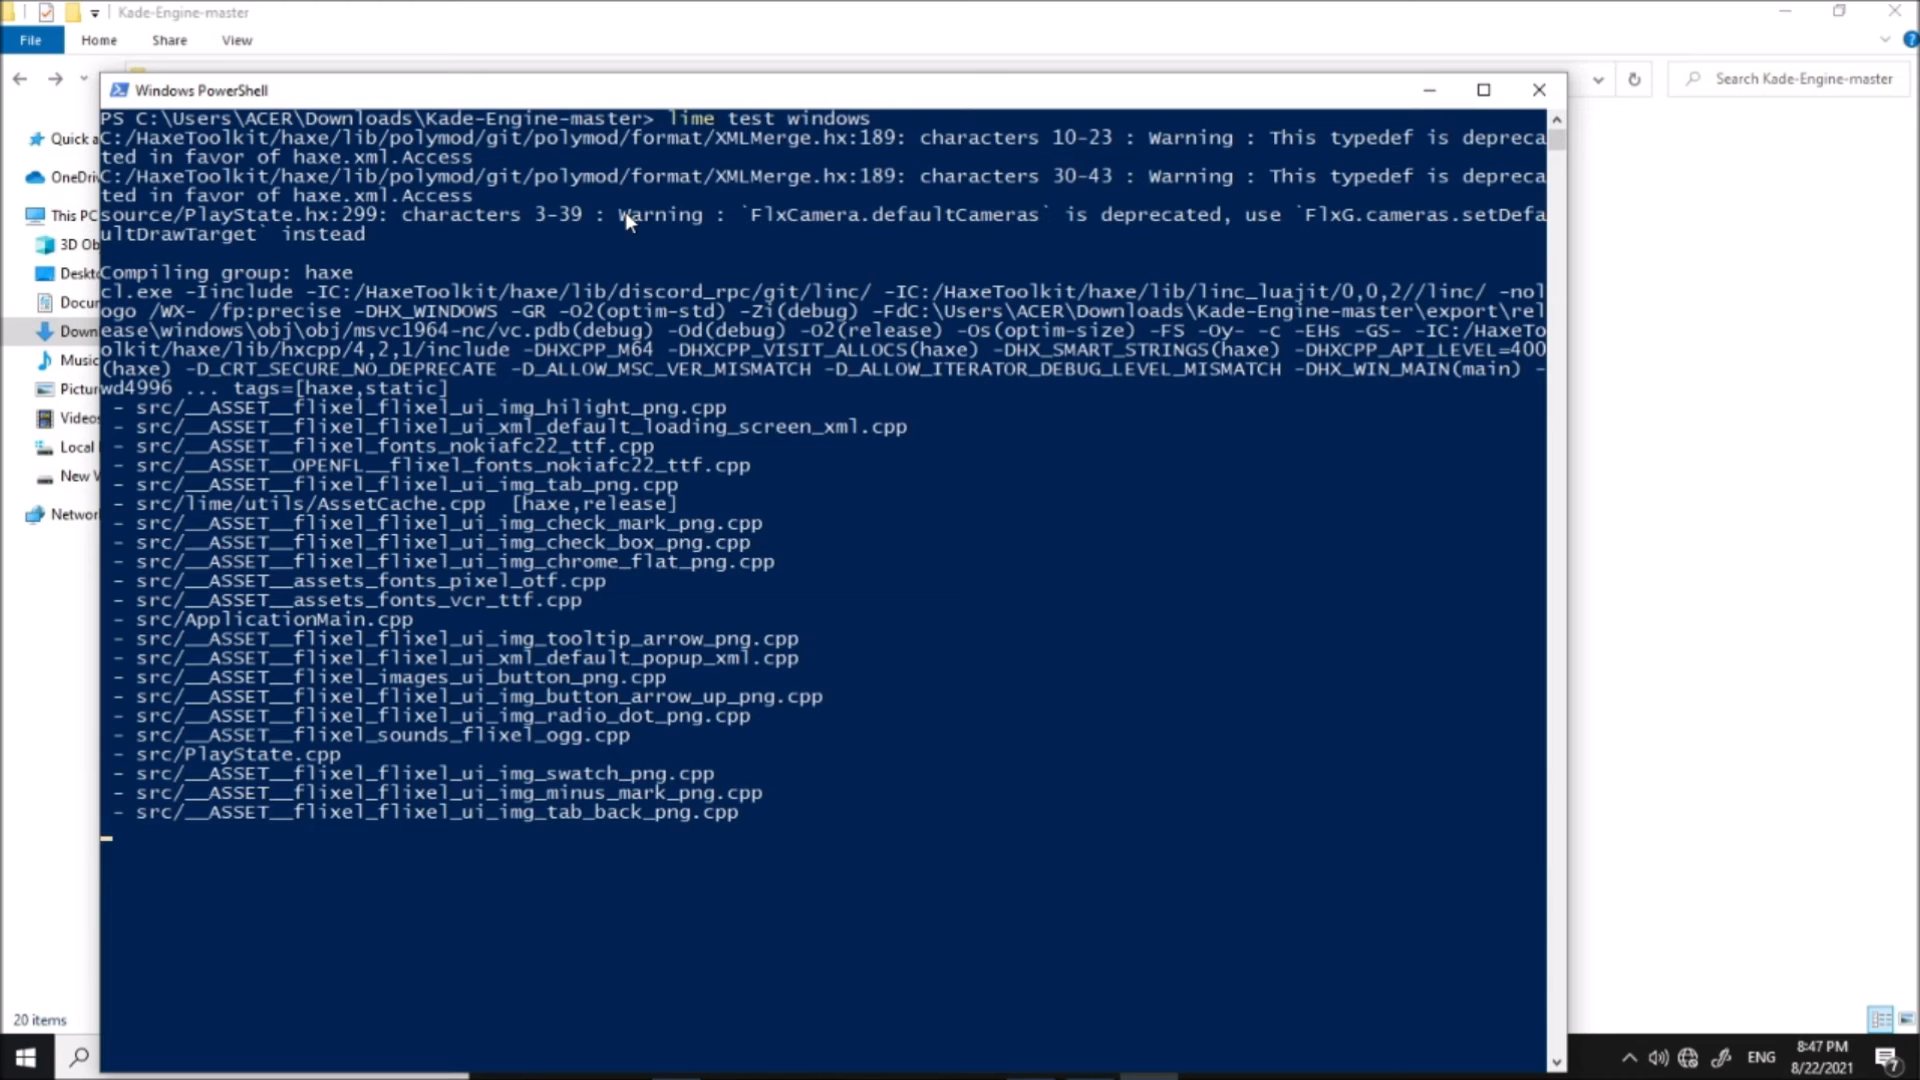 Kade-Engine-master
File Home Share View
Search Kade-Engine-master
Windows PowerShell
PS C:\Users\ACER\Downloads\Kade-Engine-master> lime test windows
C:/HaxeToolkit/haxe/lib/polymod/git/polymod/format/XMLMerge.hx:189: characters 10-23 : Warning : This typedef is depreca
ted in favor of haxe.xml.Access
C:/HaxeToolkit/haxe/lib/polymod/git/polymod/format/XMLMerge.hx:189: characters 30-43 : Warning : This typedef is depreca
ted in favor of haxe.xml.Access
source/PlayState.hx:299: characters 3-39 : Warning : `FlxCamera.defaultCameras` is deprecated, use `FlxG.cameras.setDefa
ultDrawTarget` instead
Compiling group: haxe
cl.exe -Iinclude -IC:/HaxeToolkit/haxe/lib/discord_rpc/git/linc/ -IC:/HaxeToolkit/haxe/lib/linc_luajit/0,0,2//linc/ -nol
ogo /WX- /fp:precise -DHX_WINDOWS -GR -O2(optim-std) -Zi(debug) -FdC:\Users\ACER\Downloads\Kade-Engine-master\export\rel
ease\windows\obj\obj/msvc1964-nc/vc.pdb(debug) -Od(debug) -O2(release) -Os(optim-size) -FS -Oy- -c -EHs -GS- -IC:/HaxeTo
olkit/haxe/lib/hxcpp/4,2,1/include -DHXCPP_M64 -DHXCPP_VISIT_ALLOCS(haxe) -DHX_SMART_STRINGS(haxe) -DHXCPP_API_LEVEL=400
(haxe) -D_CRT_SECURE_NO_DEPRECATE -D_ALLOW_MSC_VER_MISMATCH -D_ALLOW_ITERATOR_DEBUG_LEVEL_MISMATCH -DHX_WIN_MAIN(main) -
wd4996 ... tags=[haxe,static]
- src/__ASSET__flixel_flixel_ui_img_hilight_png.cpp
- src/__ASSET__flixel_flixel_ui_xml_default_loading_screen_xml.cpp
- src/__ASSET__flixel_fonts_nokiafc22_ttf.cpp
- src/__ASSET__OPENFL__flixel_fonts_nokiafc22_ttf.cpp
- src/__ASSET__flixel_flixel_ui_img_tab_png.cpp
- src/lime/utils/AssetCache.cpp [haxe,release]
- src/__ASSET__flixel_flixel_ui_img_check_mark_png.cpp
- src/__ASSET__flixel_flixel_ui_img_check_box_png.cpp
- src/__ASSET__flixel_flixel_ui_img_chrome_flat_png.cpp
- src/__ASSET__assets_fonts_pixel_otf.cpp
- src/__ASSET__assets_fonts_vcr_ttf.cpp
- src/ApplicationMain.cpp
- src/__ASSET__flixel_flixel_ui_img_tooltip_arrow_png.cpp
- src/__ASSET__flixel_flixel_ui_xml_default_popup_xml.cpp
- src/__ASSET__flixel_images_ui_button_png.cpp
- src/__ASSET__flixel_flixel_ui_img_button_arrow_up_png.cpp
- src/__ASSET__flixel_flixel_ui_img_radio_dot_png.cpp
- src/__ASSET__flixel_sounds_flixel_ogg.cpp
- src/PlayState.cpp
- src/__ASSET__flixel_flixel_ui_img_swatch_png.cpp
- src/__ASSET__flixel_flixel_ui_img_minus_mark_png.cpp
- src/__ASSET__flixel_flixel_ui_img_tab_back_png.cpp
Quick a
OneDri
This PC
3D Ob
Deskt
Docu
Down
Music
Pictur
Videos
Local
New V
Networ
20 items
ENG
8:47 PM
8/22/2021
7